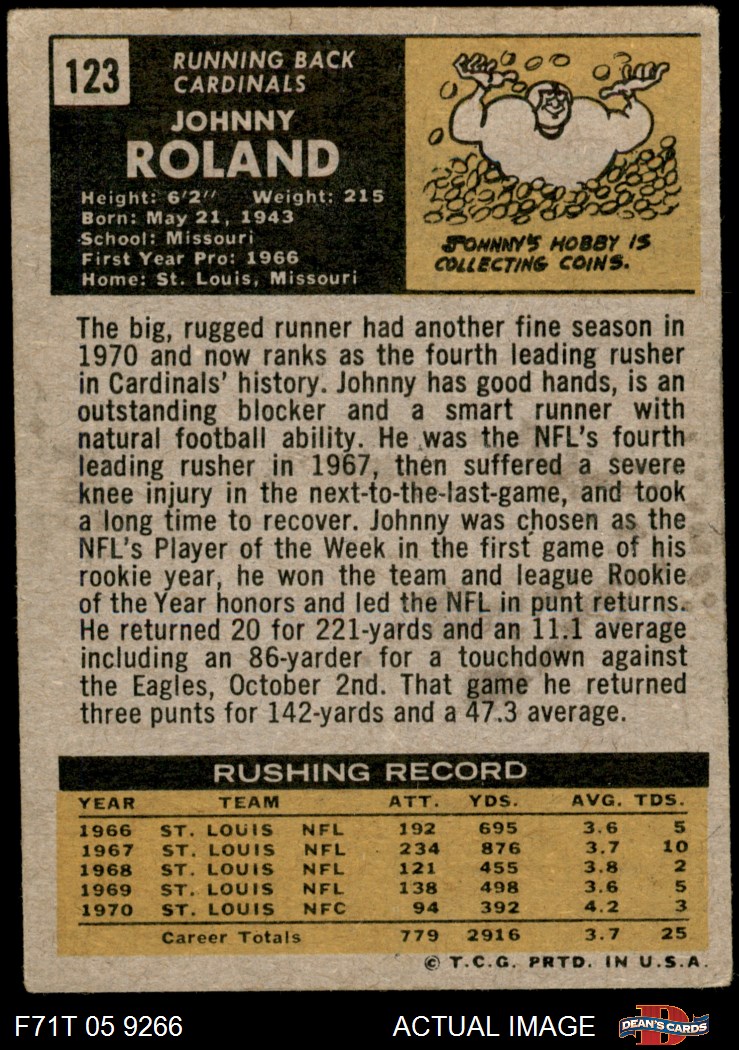 123
RUNNING BACK
CARDINALS
JOHNNY
ROLAND
Height: 6'2" Weight: 215
Born: May 21, 1943
School: Missouri
First Year Pro: 1966
Home: St. Louis, Missouri
JOHNNY'S HOBBY IS
COLLECTING COINS.
The big, rugged runner had another fine season in
1970 and now ranks as the fourth leading rusher
in Cardinals' history. Johnny has good hands, is an
outstanding blocker and a smart runner with
natural football ability. He was the NFL's fourth
leading rusher in 1967, then suffered a severe
knee injury in the next-to-the-last-game, and took
a long time to recover. Johnny was chosen as the
NFL's Player of the Week in the first game of his
rookie year, he won the team and league Rookie
of the Year honors and led the NFL in punt returns.
He returned 20 for 221-yards and an 11.1 average
including an 86-yarder for a touchdown against
the Eagles, October 2nd. That game he returned
three punts for 142-yards and a 47.3 average.
RUSHING RECORD
YEAR TEAM ATT. YDS. AVG. TDS.
1966 ST. LOUIS NFL 192 695 3.6 5
1967 ST. LOUIS NFL 234 876 3.7 10
1968 ST. LOUIS NFL 121 455 3.8 2
1969 ST. LOUIS NFL 138 498 3.6 5
1970 ST. LOUIS NFC 94 392 4.2 3
Career Totals 779 2916 3.7 25
© T.C.G. PRTD. IN U.S.A.
F71T 05 9266 ACTUAL IMAGE D DEAN'S CARDS